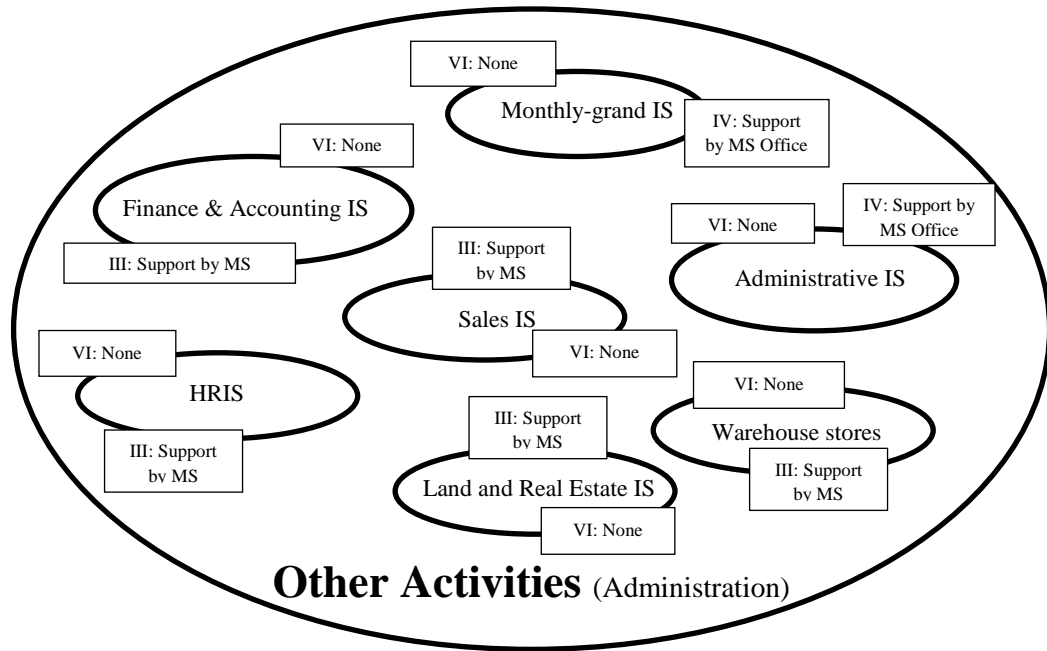 VI: None
Monthly-grand IS
IV: Support
by MS Office
VI: None
Finance & Accounting IS
III: Support by MS
IV: Support by
MS Office
VI: None
Administrative IS
III: Support
by MS
Sales IS
VI: None
VI: None
HRIS
III: Support
by MS
VI: None
Warehouse stores
III: Support
by MS
III: Support
by MS
Land and Real Estate IS
VI: None
Other Activities (Administration)